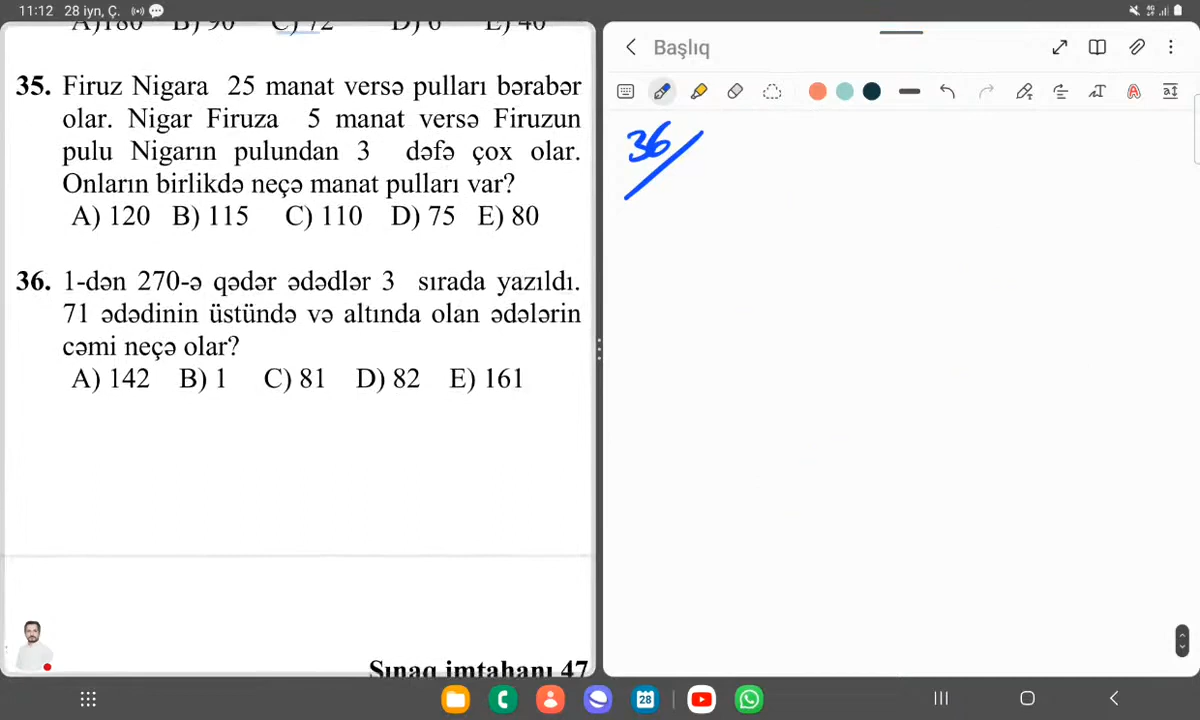 11:12 28 iyn, Ç.
35. Firuz Nigara 25 manat versə pulları bərabər
olar. Nigar Firuza 5 manat versə Firuzun
pulu Nigarın pulundan 3 dəfə çox olar.
Onların birlikdə neçə manat pulları var?
A) 120 B) 115 C) 110 D) 75 E) 80
36. 1-dən 270-ə qədər ədədlər 3 sırada yazıldı.
71 ədədinin üstündə və altında olan ədələrin
cəmi neçə olar?
A) 142 B) 1 C) 81 D) 82 E) 161
Sınaq imtahanı 47
Başlıq
36
28